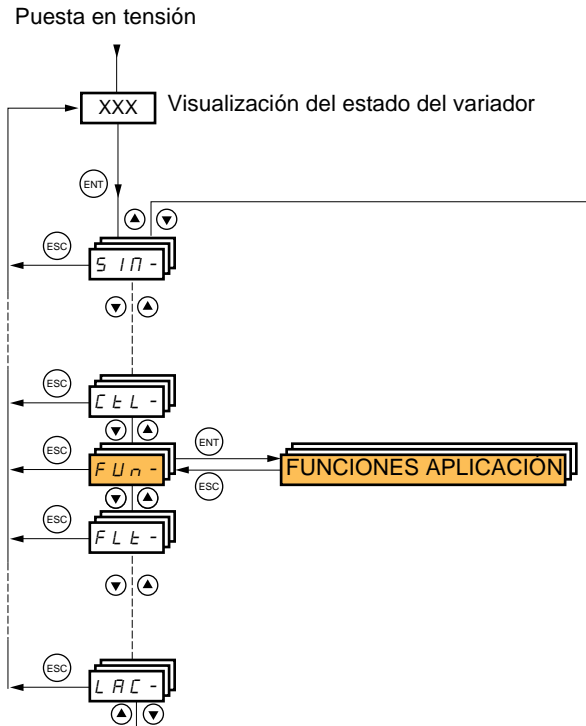 Puesta en tensión
XXX Visualización del estado del variador
ENT
ESC
SIM-
ESC
CtL-
ESC
ENT
FUn- FUNCIONES APLICACIÓN
ESC
ESC
FLt-
ESC
LAC-